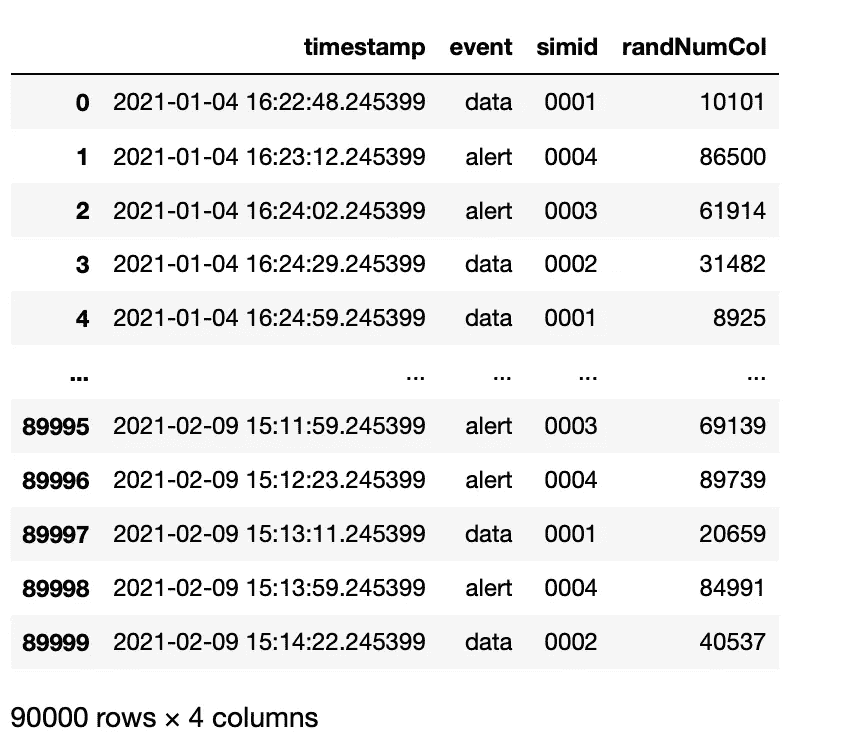 timestamp event simid randNumCol
0 2021-01-04 16:22:48.245399 data 0001 10101
1 2021-01-04 16:23:12.245399 alert 0004 86500
2 2021-01-04 16:24:02.245399 alert 0003 61914
3 2021-01-04 16:24:29.245399 data 0002 31482
4 2021-01-04 16:24:59.245399 data 0001 8925
... ... ... ... ...
89995 2021-02-09 15:11:59.245399 alert 0003 69139
89996 2021-02-09 15:12:23.245399 alert 0004 89739
89997 2021-02-09 15:13:11.245399 data 0001 20659
89998 2021-02-09 15:13:59.245399 alert 0004 84991
89999 2021-02-09 15:14:22.245399 data 0002 40537
90000 rows × 4 columns